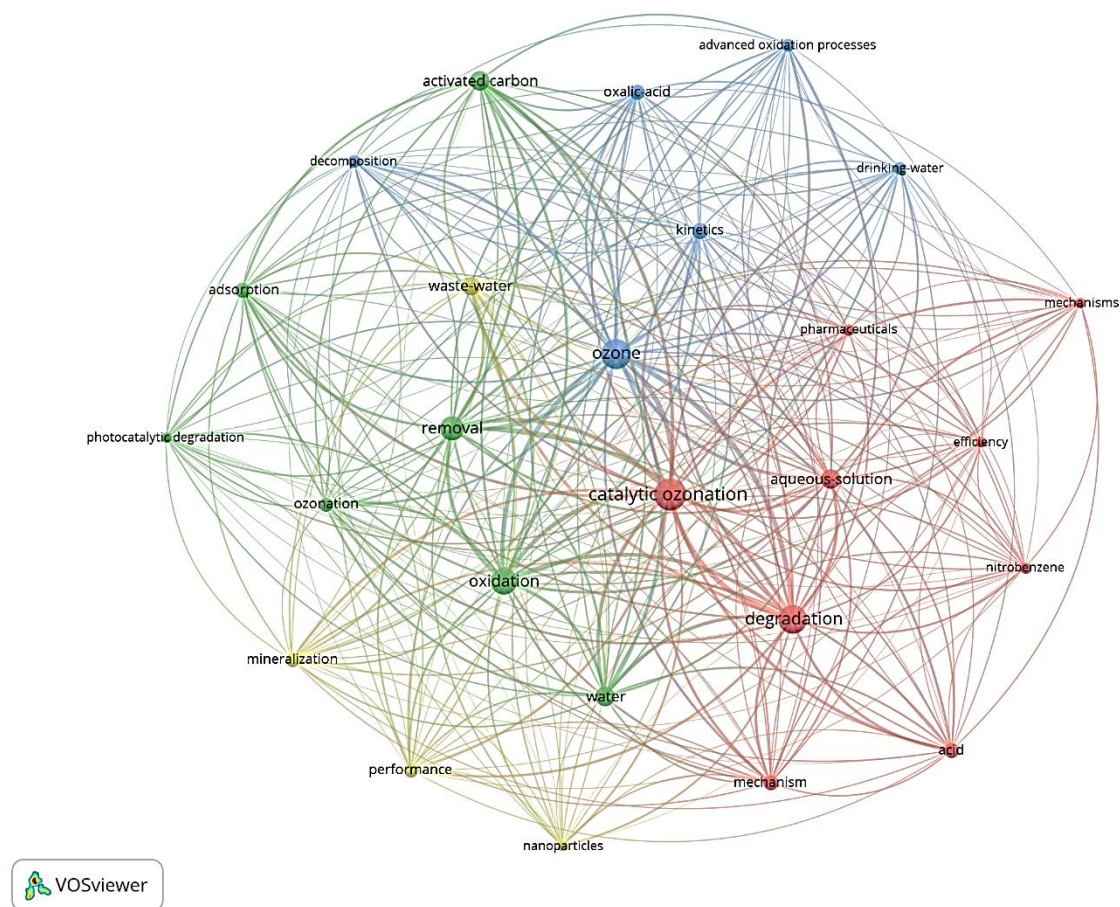 advanced oxidation processes
activated carbon
oxalic-acid
decomposition
drinking-water
kinetics
adsorption
waste-water
mechanisms
pharmaceuticals
ozone
removal
photocatalytic degradation
efficiency
aqueous-solution
catalytic ozonation
ozonation
nitrobenzene
oxidation
degradation
mineralization
water
acid
performance
mechanism
nanoparticles
VOSviewer